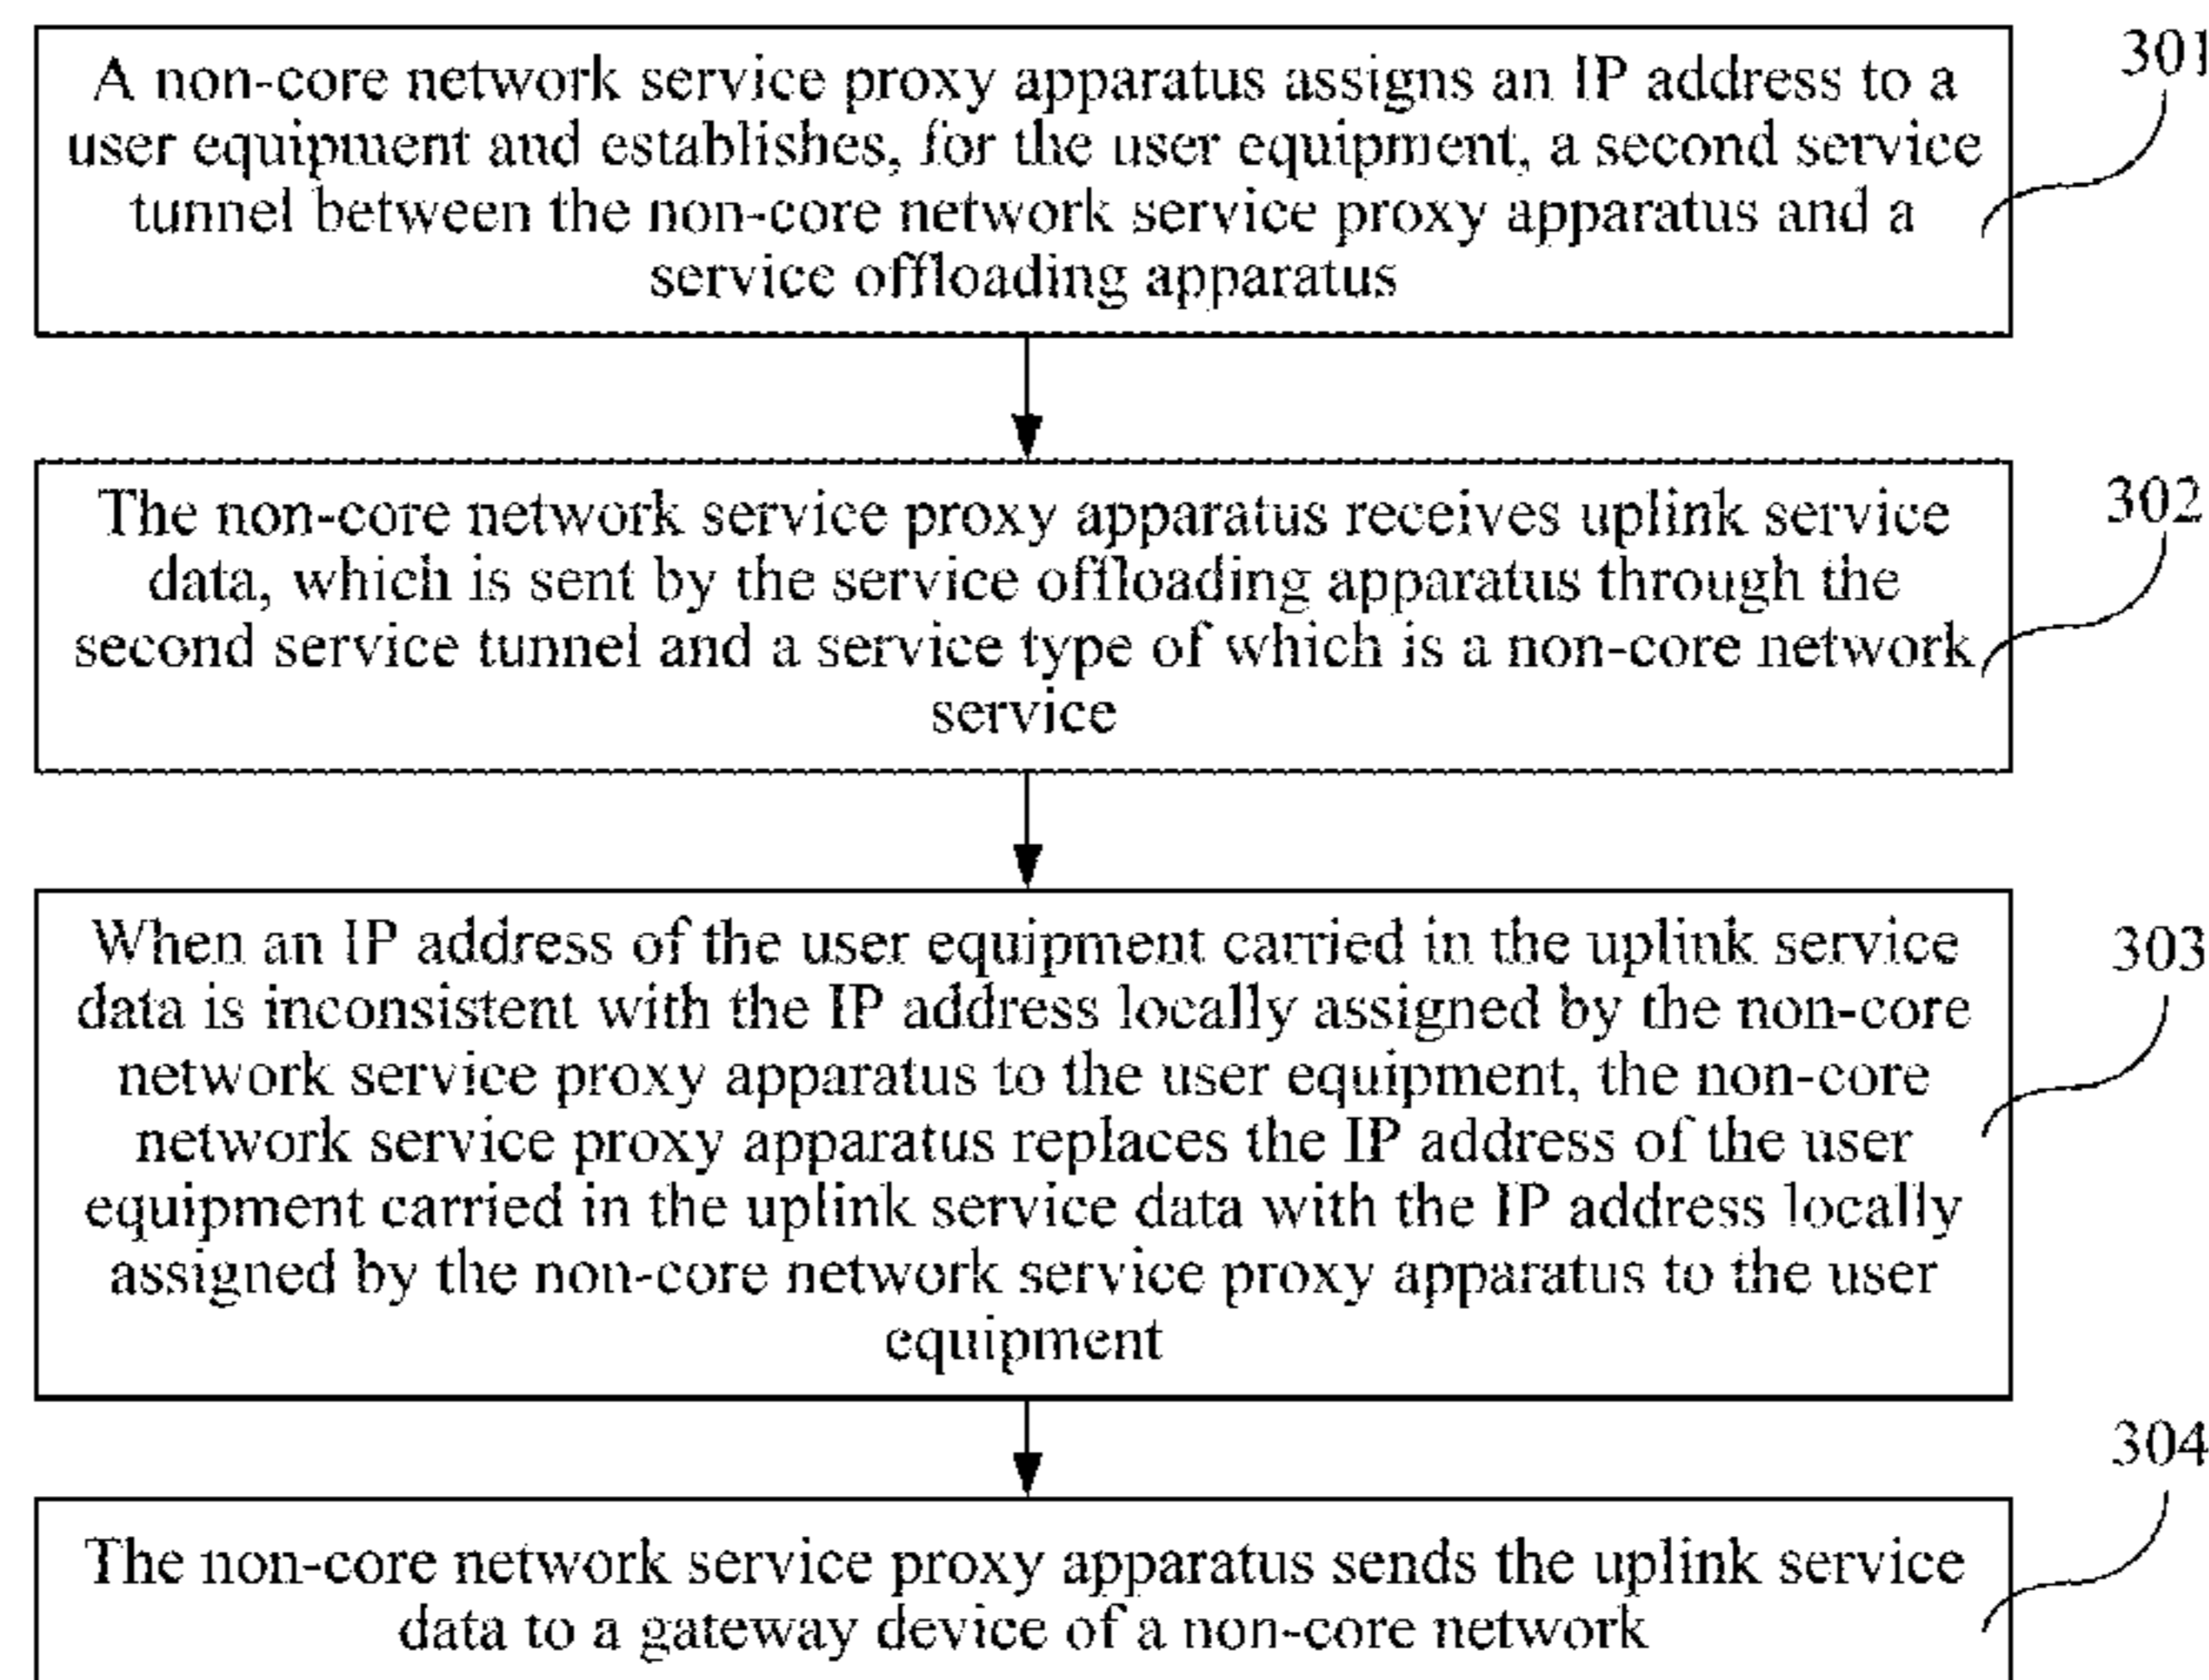 A non-core network service proxy apparatus assigns an IP address to a
user equipment and establishes, for the user equipment, a second service
tunnel between the non-core network service proxy apparatus and a
service offloading apparatus
301
The non-core network service proxy apparatus receives uplink service
data, which is sent by the service offloading apparatus through the
second service tunnel and a service type of which is a non-core network
service
302
When an IP address of the user equipment carried in the uplink service
data is inconsistent with the IP address locally assigned by the non-core
network service proxy apparatus to the user equipment, the non-core
network service proxy apparatus replaces the IP address of the user
equipment carried in the uplink service data with the IP address locally
assigned by the non-core network service proxy apparatus to the user
equipment
303
The non-core network service proxy apparatus sends the uplink service
data to a gateway device of a non-core network
304